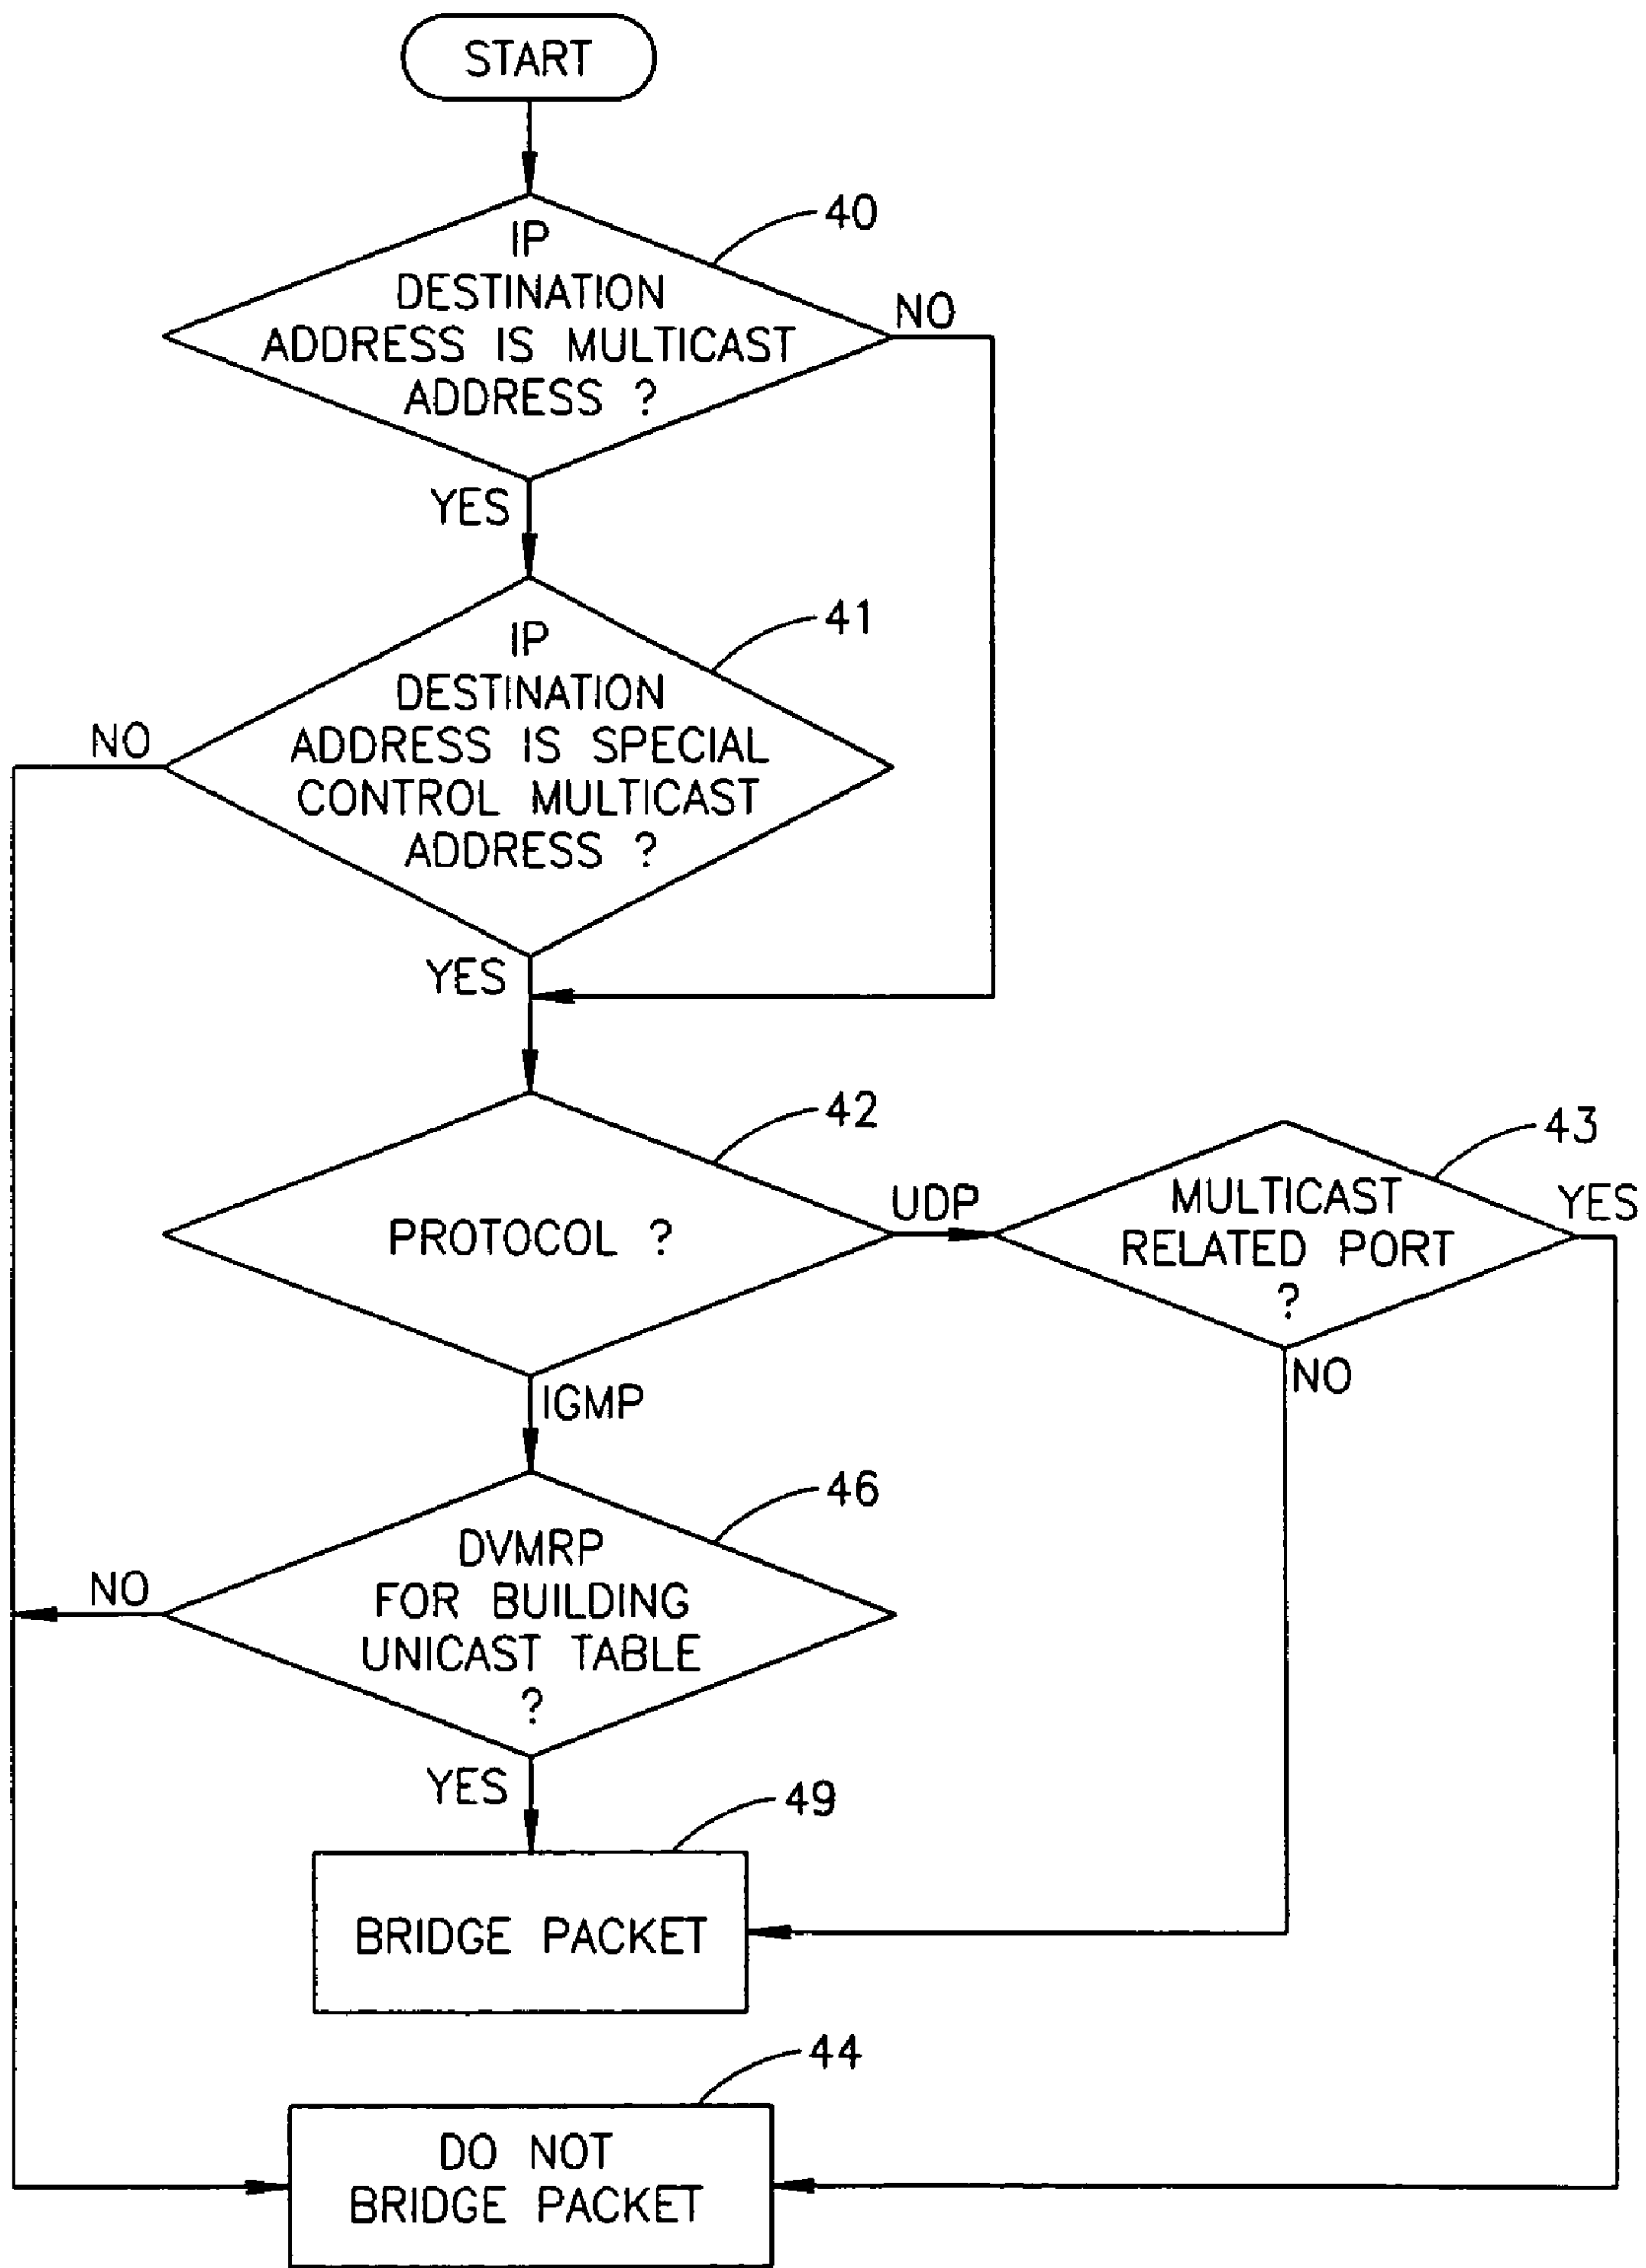 START
40
IP
DESTINATION
ADDRESS IS MULTICAST
ADDRESS ?
NO
YES
41
IP
DESTINATION
ADDRESS IS SPECIAL
CONTROL MULTICAST
ADDRESS ?
NO
YES
42
PROTOCOL ?
UDP
43
MULTICAST
RELATED PORT
?
YES
NO
IGMP
46
DVMRP
FOR BUILDING
UNICAST TABLE
?
NO
YES
49
BRIDGE PACKET
44
DO NOT
BRIDGE PACKET